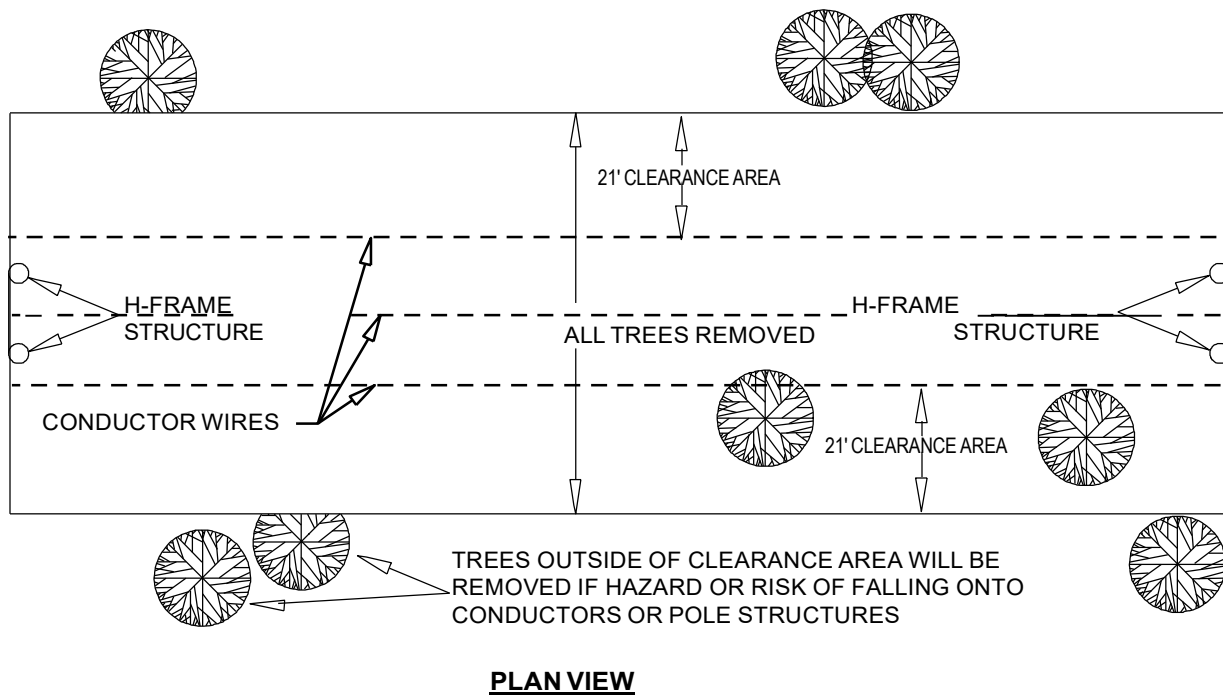 21' CLEARANCE AREA
H-FRAME
STRUCTURE
H-FRAME
STRUCTURE
ALL TREES REMOVED
CONDUCTOR WIRES
21' CLEARANCE AREA
TREES OUTSIDE OF CLEARANCE AREA WILL BE
REMOVED IF HAZARD OR RISK OF FALLING ONTO
CONDUCTORS OR POLE STRUCTURES
PLAN VIEW